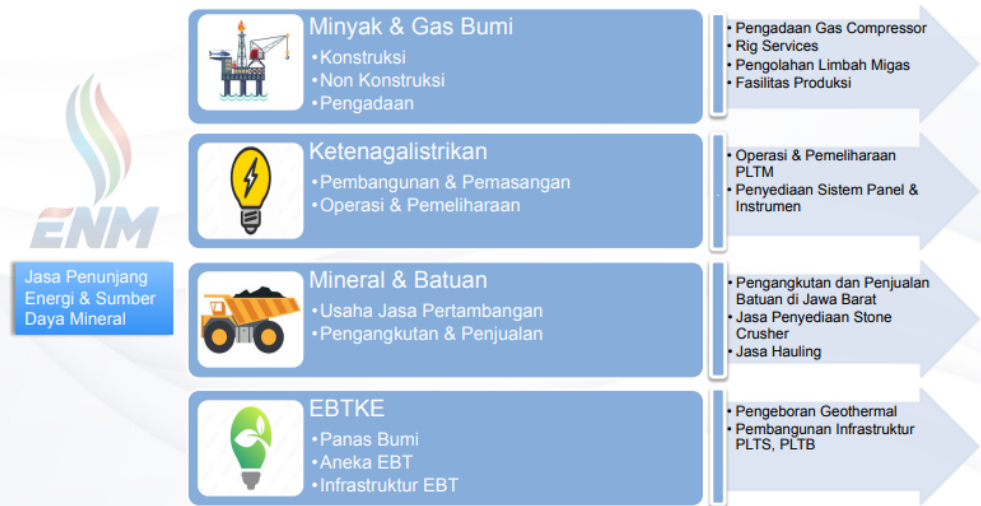 ENM
Jasa Penunjang
Energi & Sumber
Daya Mineral
Minyak & Gas Bumi
•Konstruksi
•Non Konstruksi
•Pengadaan
• Pengadaan Gas Compressor
• Rig Services
• Pengolahan Limbah Migas
• Fasilitas Produksi
Ketenagalistrikan
•Pembangunan & Pemasangan
•Operasi & Pemeliharaan
• Operasi & Pemeliharaan
PLTM
• Penyediaan Sistem Panel &
Instrumen
Mineral & Batuan
•Usaha Jasa Pertambangan
•Pengangkutan & Penjualan
• Pengangkutan dan Penjualan
Batuan di Jawa Barat
• Jasa Penyediaan Stone
Crusher
• Jasa Hauling
EBTKE
•Panas Bumi
•Aneka EBT
•Infrastruktur EBT
• Pengeboran Geothermal
• Pembangunan Infrastruktur
PLTS, PLTB